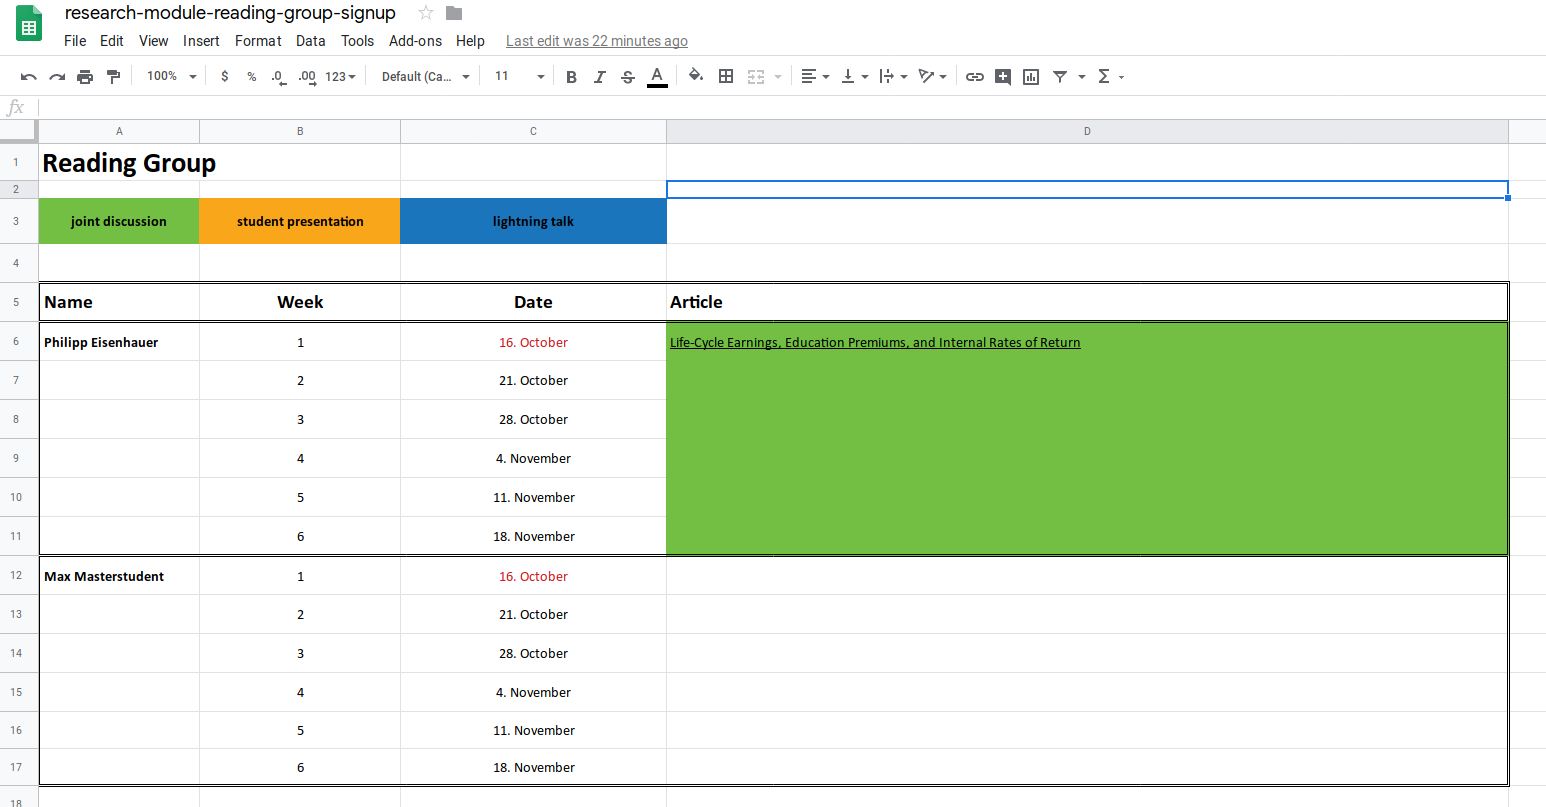 research-module-reading-group-signup
File Edit View Insert Format Data Tools Add-ons Help Last edit was 22 minutes ago
100% $ % .0 .00 123 Default (Ca... 11 B I S A Σ
fx
A B C D
1 Reading Group
2
3 joint discussion student presentation lightning talk
4
5 Name Week Date Article
6 Philipp Eisenhauer 1 16. October Life-Cycle Earnings, Education Premiums, and Internal Rates of Return
7 2 21. October
8 3 28. October
9 4 4. November
10 5 11. November
11 6 18. November
12 Max Masterstudent 1 16. October
13 2 21. October
14 3 28. October
15 4 4. November
16 5 11. November
17 6 18. November
18